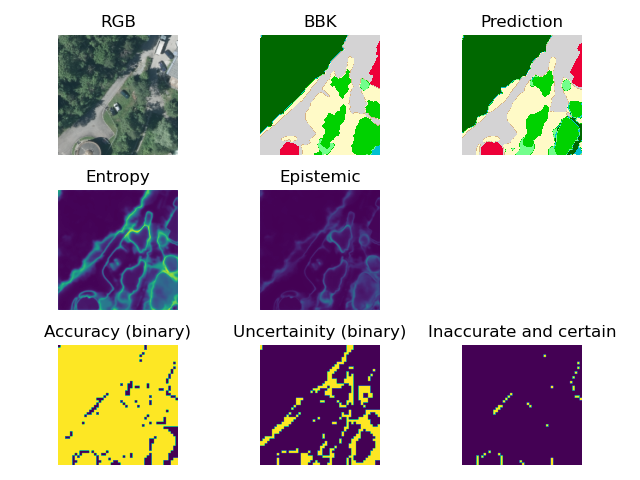 RGB
BBK
Prediction
Entropy
Epistemic
Accuracy (binary)
Uncertainity (binary)
Inaccurate and certain